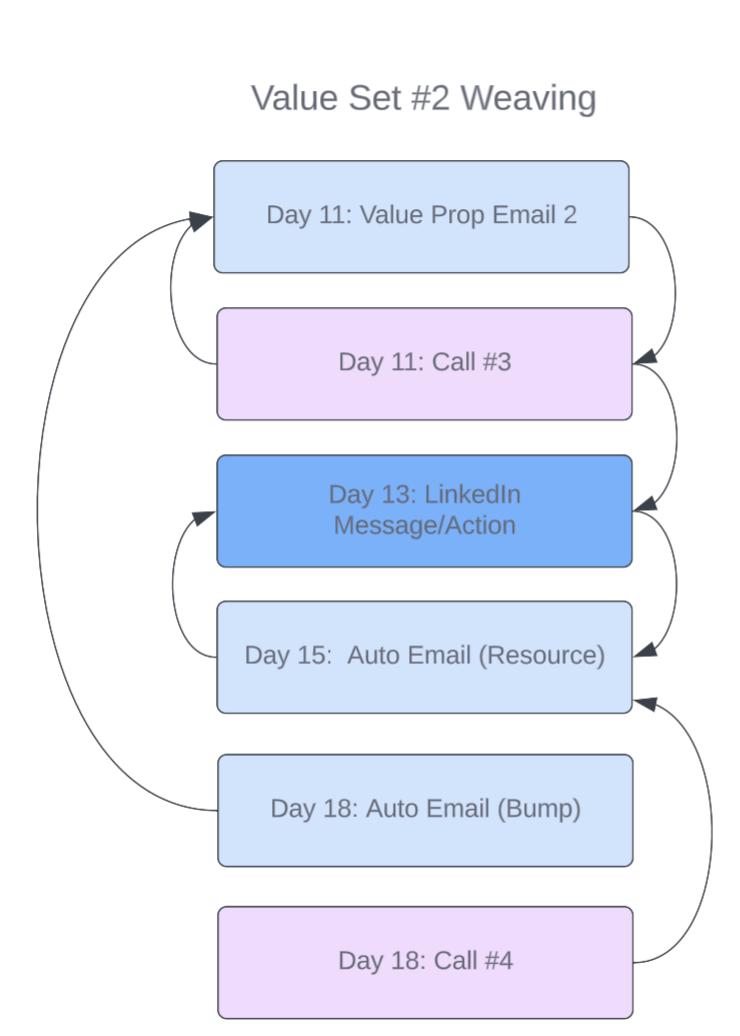 Value Set #2 Weaving
Day 11: Value Prop Email 2
Day 11: Call #3
Day 13: LinkedIn
Message/Action
Day 15:  Auto Email (Resource)
Day 18: Auto Email (Bump)
Day 18: Call #4